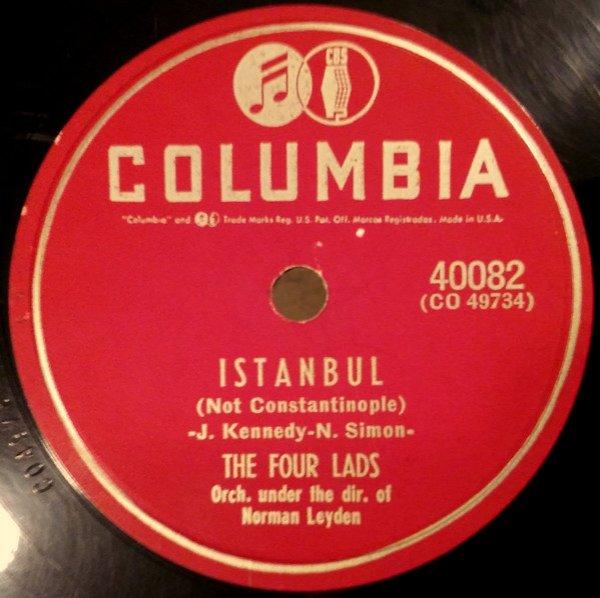 CBS
COLUMBIA
"Columbia" and Trade Marks Reg. U.S. Pat. Off. Marcas Registradas. Made in U.S.A.
40082
(CO 49734)
ISTANBUL
(Not Constantinople)
-J. Kennedy-N. Simon-
THE FOUR LADS
Orch. under the dir. of
Norman Leyden